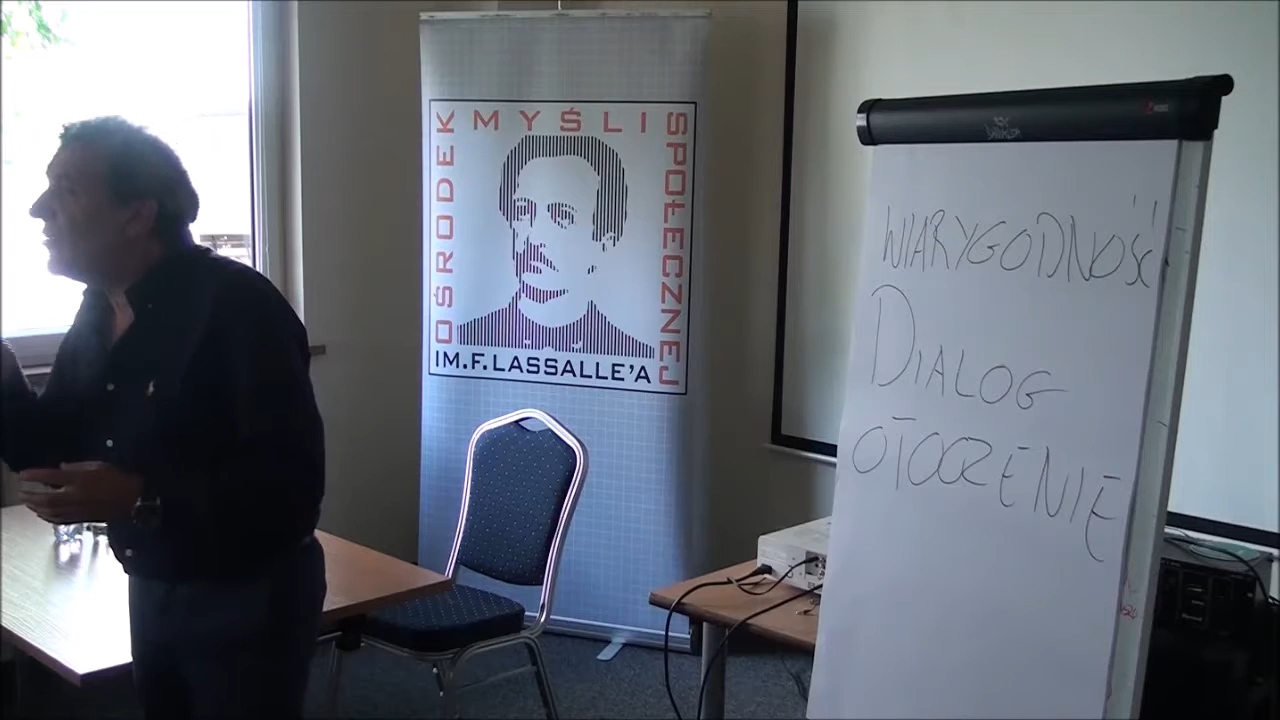 OŚRODEK MYŚLI SPOŁECZNEJ
IM. F. LASSALLE'A
WIARYGODNOŚĆ
DIALOG
OTOCZENIE